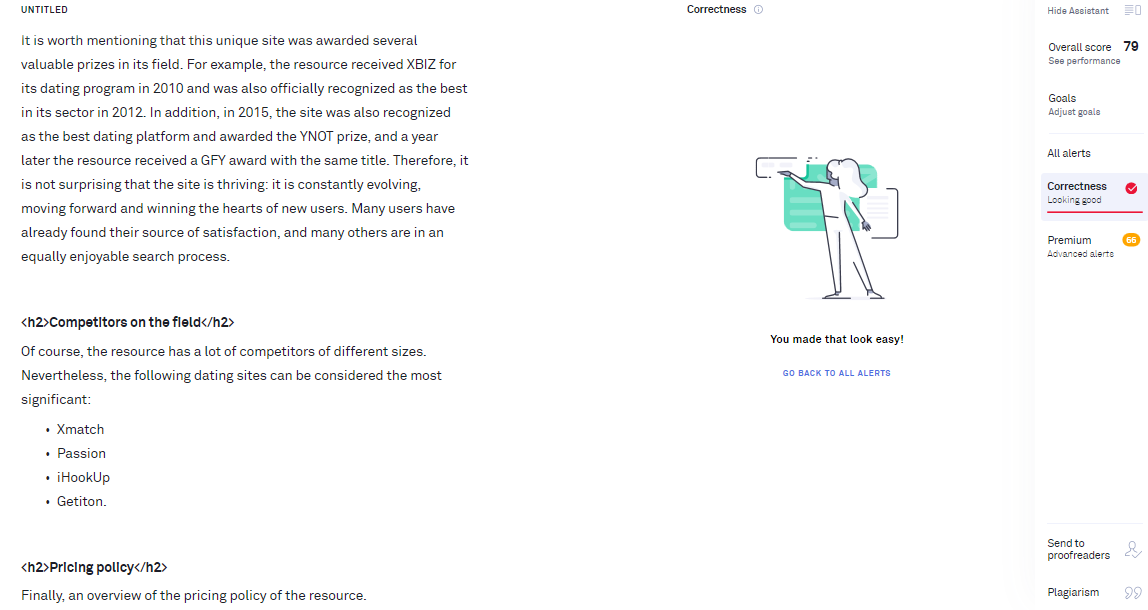 UNTITLED
It is worth mentioning that this unique site was awarded several
valuable prizes in its field. For example, the resource received XBIZ for
its dating program in 2010 and was also officially recognized as the best
in its sector in 2012. In addition, in 2015, the site was also recognized
as the best dating platform and awarded the YNOT prize, and a year
later the resource received a GFY award with the same title. Therefore, it
is not surprising that the site is thriving: it is constantly evolving,
moving forward and winning the hearts of new users. Many users have
already found their source of satisfaction, and many others are in an
equally enjoyable search process.
<h2>Competitors on the field</h2>
Of course, the resource has a lot of competitors of different sizes.
Nevertheless, the following dating sites can be considered the most
significant:
• Xmatch
• Passion
• iHookUp
• Getiton.
<h2>Pricing policy</h2>
Finally, an overview of the pricing policy of the resource.
Correctness
You made that look easy!
GO BACK TO ALL ALERTS
Hide Assistant
Overall score 79
See performance
Goals
Adjust goals
All alerts
Correctness
Looking good
Premium 66
Advanced alerts
Send to
proofreaders
Plagiarism